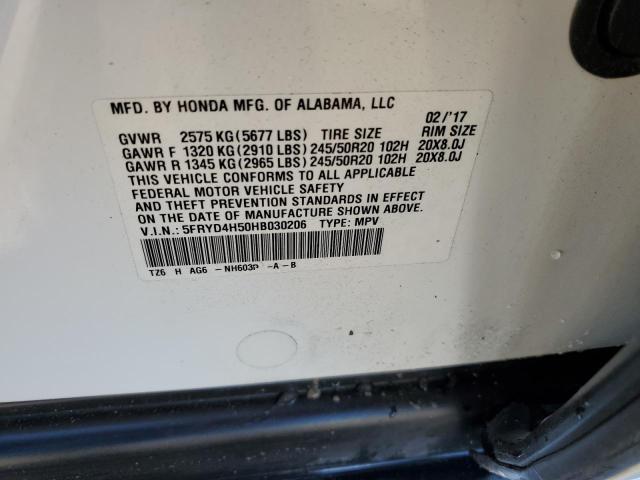 MFD. BY HONDA MFG. OF ALABAMA, LLC 02/'17
GVWR 2575 KG(5677 LBS) TIRE SIZE RIM SIZE
GAWR F 1320 KG(2910 LBS) 245/50R20 102H 20X8.0J
GAWR R 1345 KG(2965 LBS) 245/50R20 102H 20X8.0J
THIS VEHICLE CONFORMS TO ALL APPLICABLE
FEDERAL MOTOR VEHICLE SAFETY
AND THEFT PREVENTION STANDARDS IN EFFECT
ON THE DATE OF MANUFACTURE SHOWN ABOVE.
V.I.N.: 5FRYD4H50HB030206 TYPE: MPV
TZ6 H AG6 -NH603P -A-B